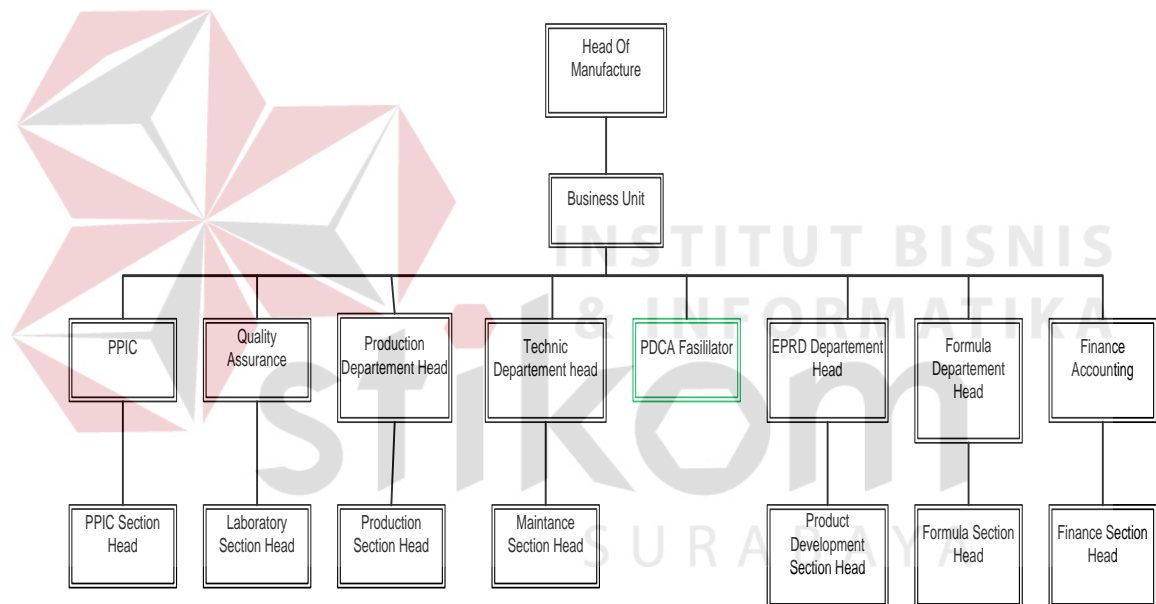 Head Of
Manufacture
Business Unit
INSTITUT BISNIS
& INFORMATIKA
stikom
SURABAYA
PPIC
Quality
Assurance
Production
Departement Head
Technic
Departement head
PDCA Fasililator
EPRD Departement
Head
Formula
Departement
Head
Finance
Accounting
PPIC Section
Head
Laboratory
Section Head
Production
Section Head
Maintance
Section Head
Product
Development
Section Head
Formula Section
Head
Finance Section
Head